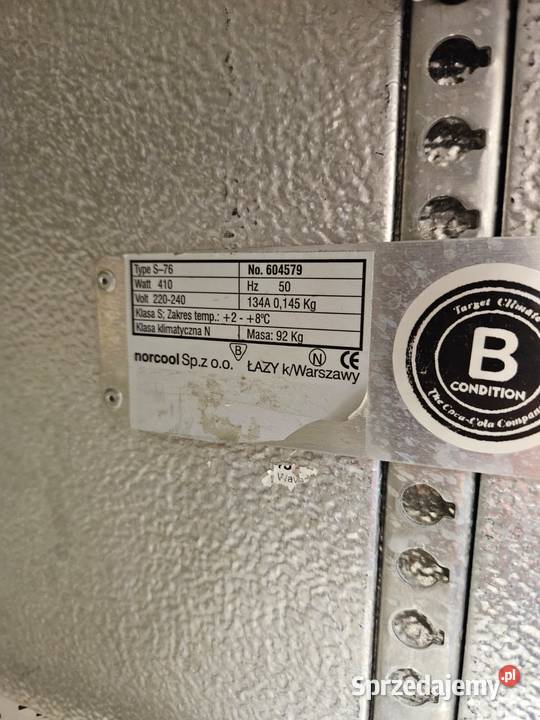 Type S-76 No. 604579
Watt 410 Hz 50
Volt 220-240 134A 0,145 Kg
Klasa S; Zakres temp.: +2 - +8ºC
Klasa klimatyczna N Masa: 92 Kg
norcool Sp.z o.o. B ŁAZY k/Warszawy N CE
Target Climate
B
CONDITION
The Coca-Cola Company
Sprzedajemy.pl